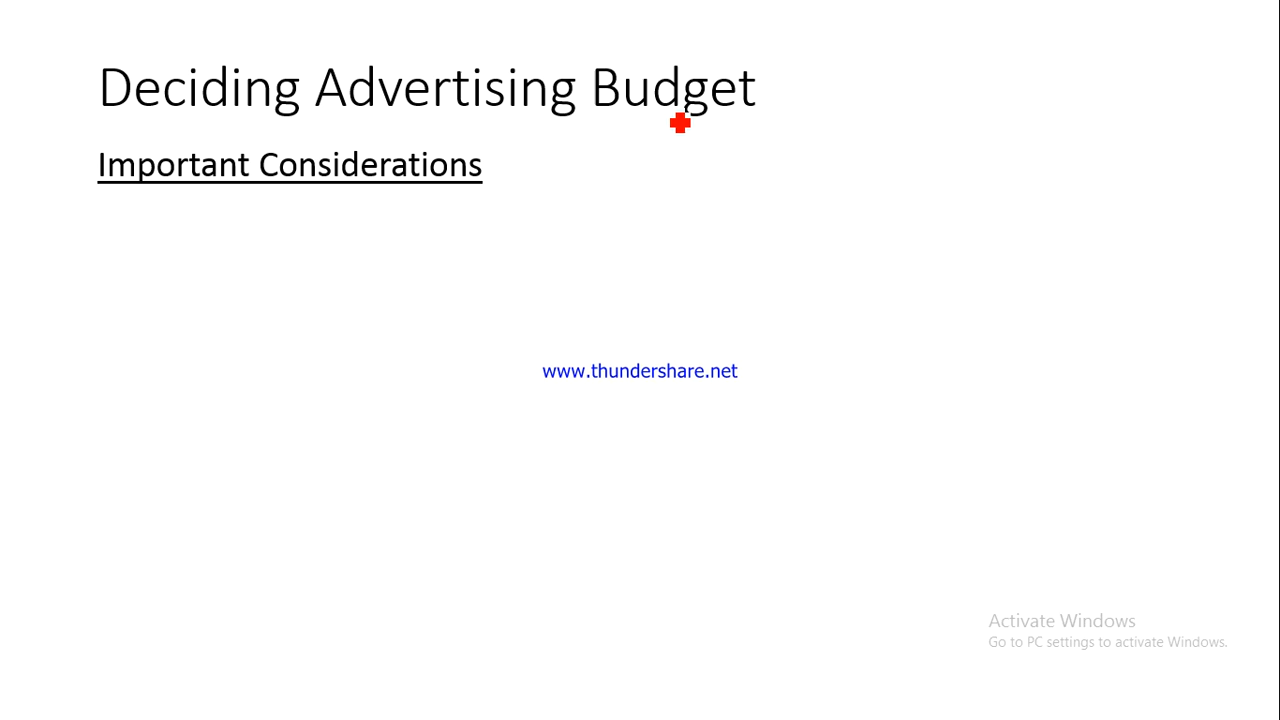 Deciding Advertising Budget
Important Considerations
www.thundershare.net
Activate Windows
Go to PC settings to activate Windows.